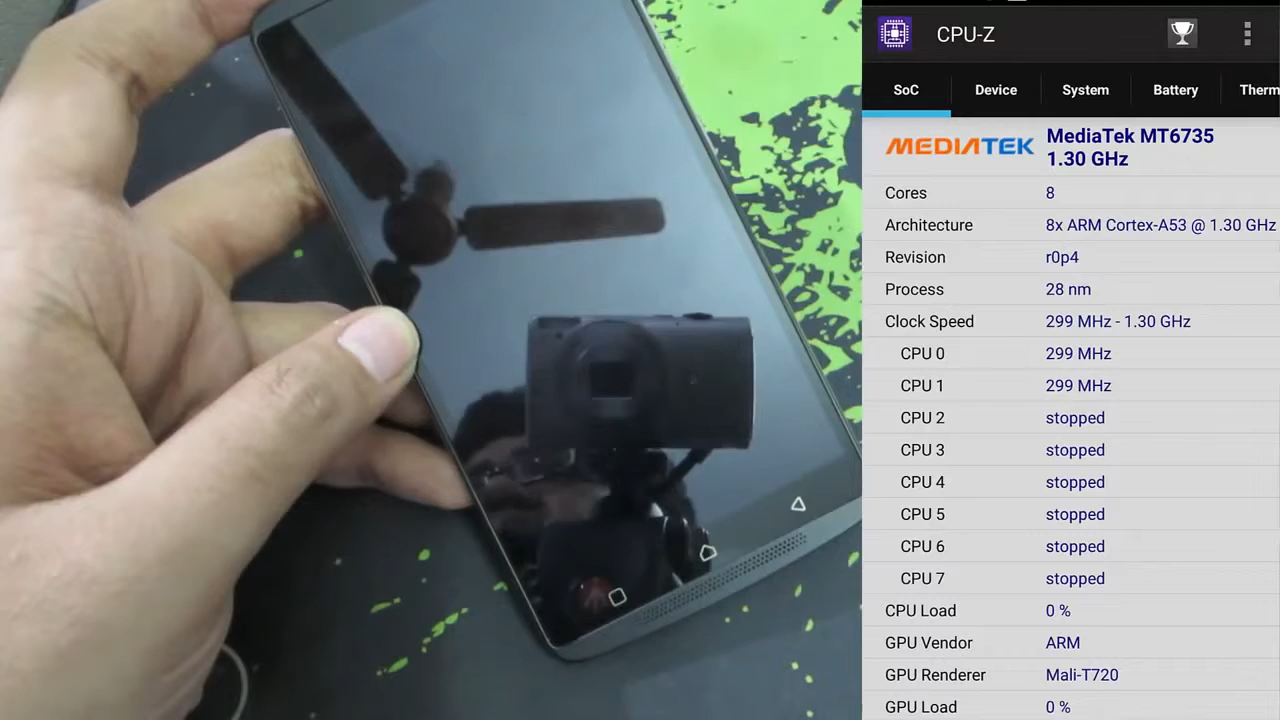 CPU-Z
SoC Device System Battery Therm
MEDIATEK
MediaTek MT6735
1.30 GHz
Cores 8
Architecture 8x ARM Cortex-A53 @ 1.30 GHz
Revision r0p4
Process 28 nm
Clock Speed 299 MHz - 1.30 GHz
CPU 0 299 MHz
CPU 1 299 MHz
CPU 2 stopped
CPU 3 stopped
CPU 4 stopped
CPU 5 stopped
CPU 6 stopped
CPU 7 stopped
CPU Load 0 %
GPU Vendor ARM
GPU Renderer Mali-T720
GPU Load 0 %